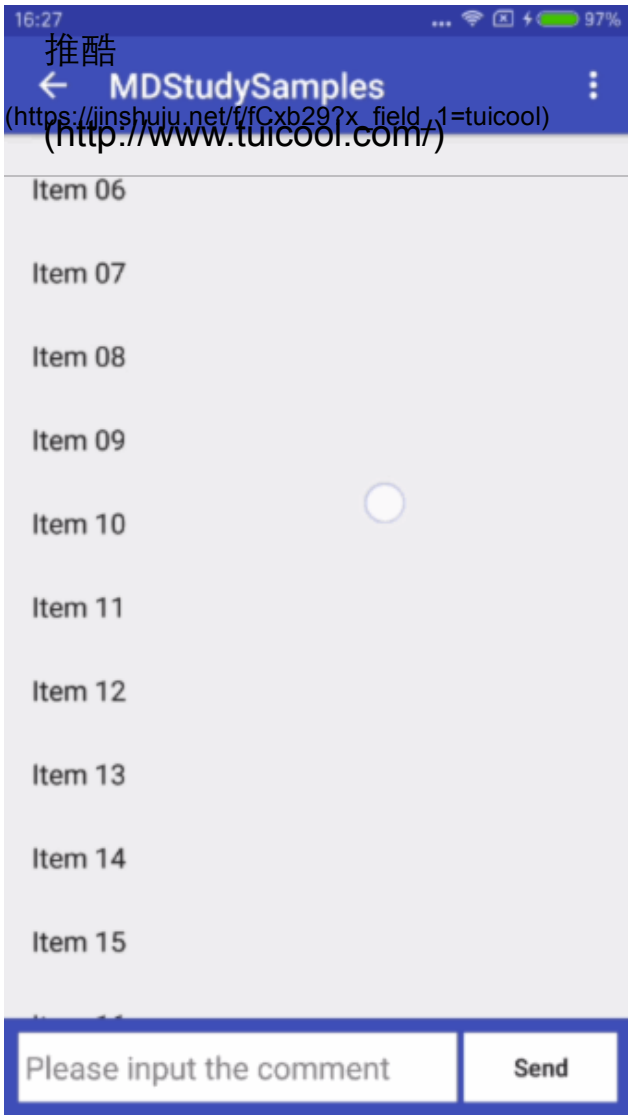 16:27 ... 97%
推酷
MDStudySamples
(https://jinshuju.net/f/fCxb29?x_field_1=tuicool)
(http://www.tuicool.com/)
Item 06
Item 07
Item 08
Item 09
Item 10
Item 11
Item 12
Item 13
Item 14
Item 15
Please input the comment Send